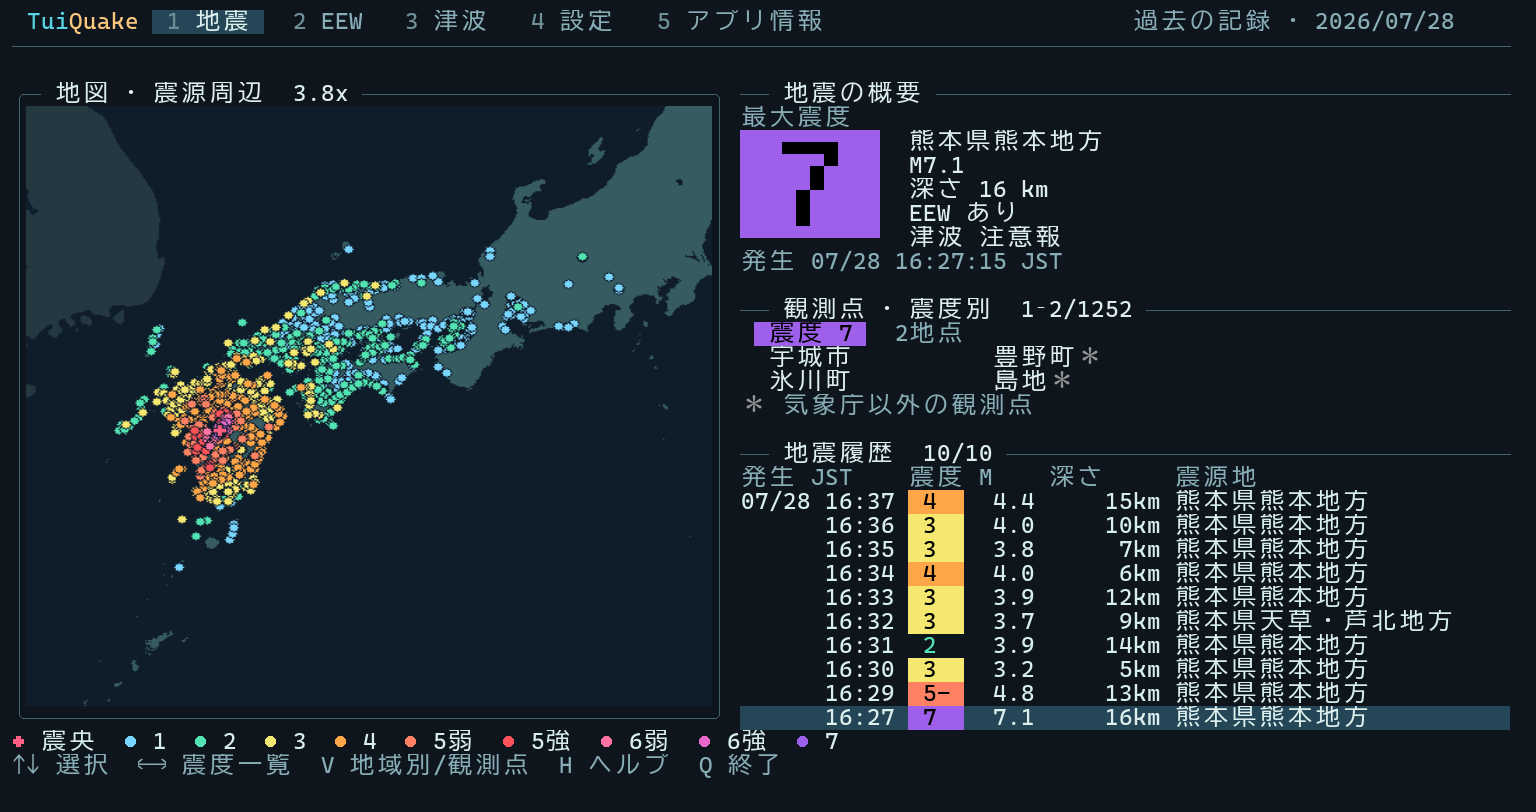 TuiQuake 1 地震 2 EEW 3 津波 4 設定 5 アプリ情報 過去の記録 · 2026/07/28
地図 · 震源周辺 3.8x
地震の概要
最大震度
7
熊本県熊本地方
M7.1
深さ 16 km
EEW あり
津波 注意報
発生 07/28 16:27:15 JST
観測点 · 震度別 1-2/1252
震度 7 2地点
宇城市 豊野町＊
氷川町 島地＊
＊ 気象庁以外の観測点
地震履歴 10/10
発生 JST 震度 M 深さ 震源地
07/28 16:37 4 4.4 15km 熊本県熊本地方
16:36 3 4.0 10km 熊本県熊本地方
16:35 3 3.8 7km 熊本県熊本地方
16:34 4 4.0 6km 熊本県熊本地方
16:33 3 3.9 12km 熊本県熊本地方
16:32 3 3.7 9km 熊本県天草・芦北地方
16:31 2 3.9 14km 熊本県熊本地方
16:30 3 3.2 5km 熊本県熊本地方
16:29 5− 4.8 13km 熊本県熊本地方
16:27 7 7.1 16km 熊本県熊本地方
震央 1 2 3 4 5弱 5強 6弱 6強 7
↑↓ 選択 ←→ 震度一覧 V 地域別/観測点 H ヘルプ Q 終了